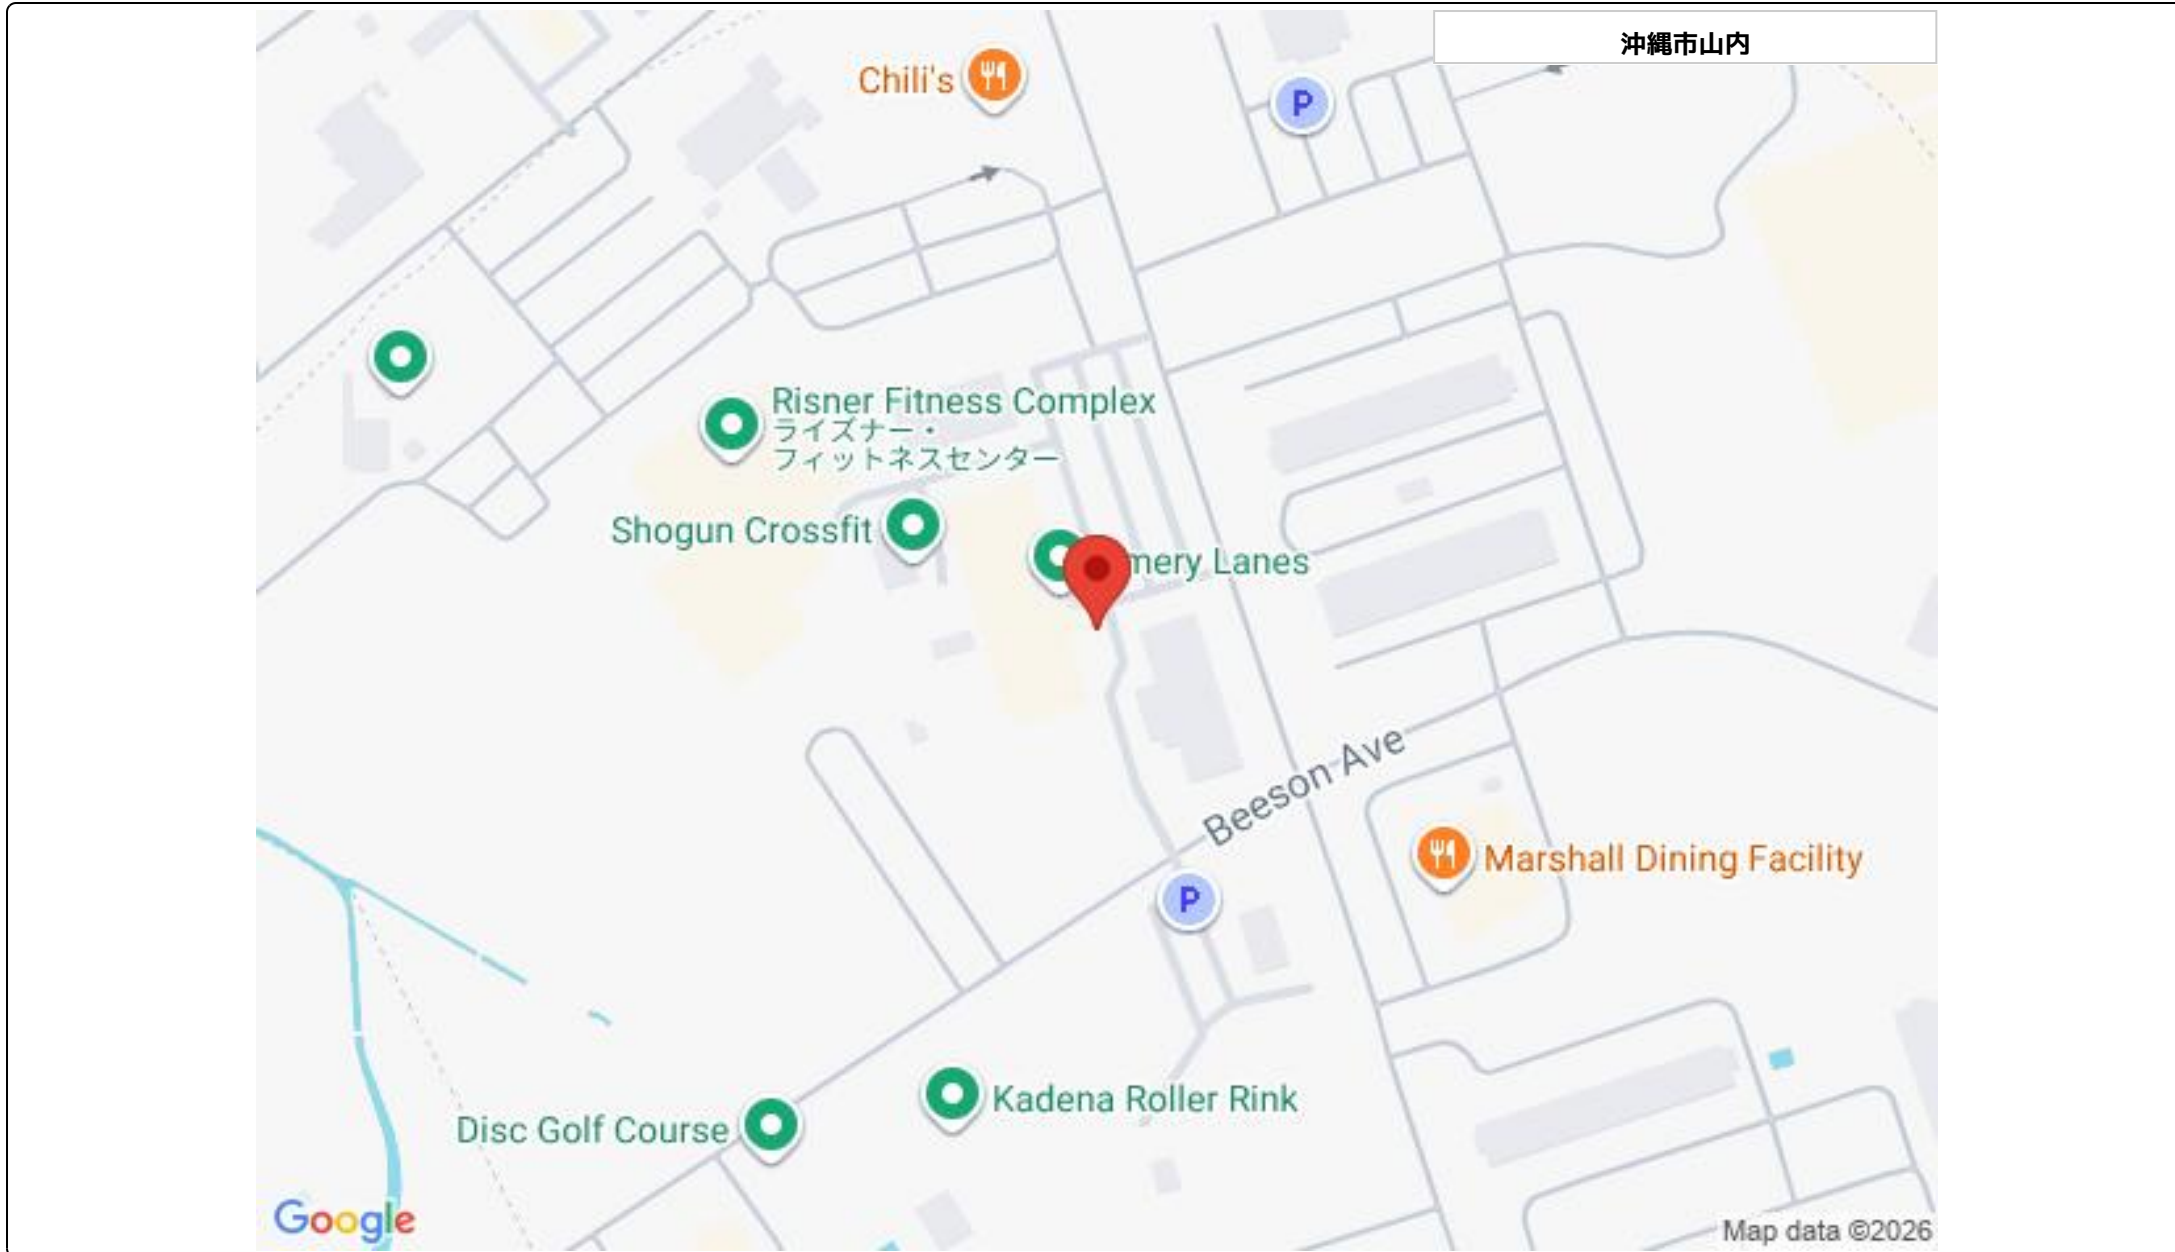 沖縄市山内
Chili's
P
Risner Fitness Complex
ライズナー・
フィットネスセンター
Shogun Crossfit
mery Lanes
Beeson Ave
Marshall Dining Facility
P
Kadena Roller Rink
Disc Golf Course
Google
Map data ©2026